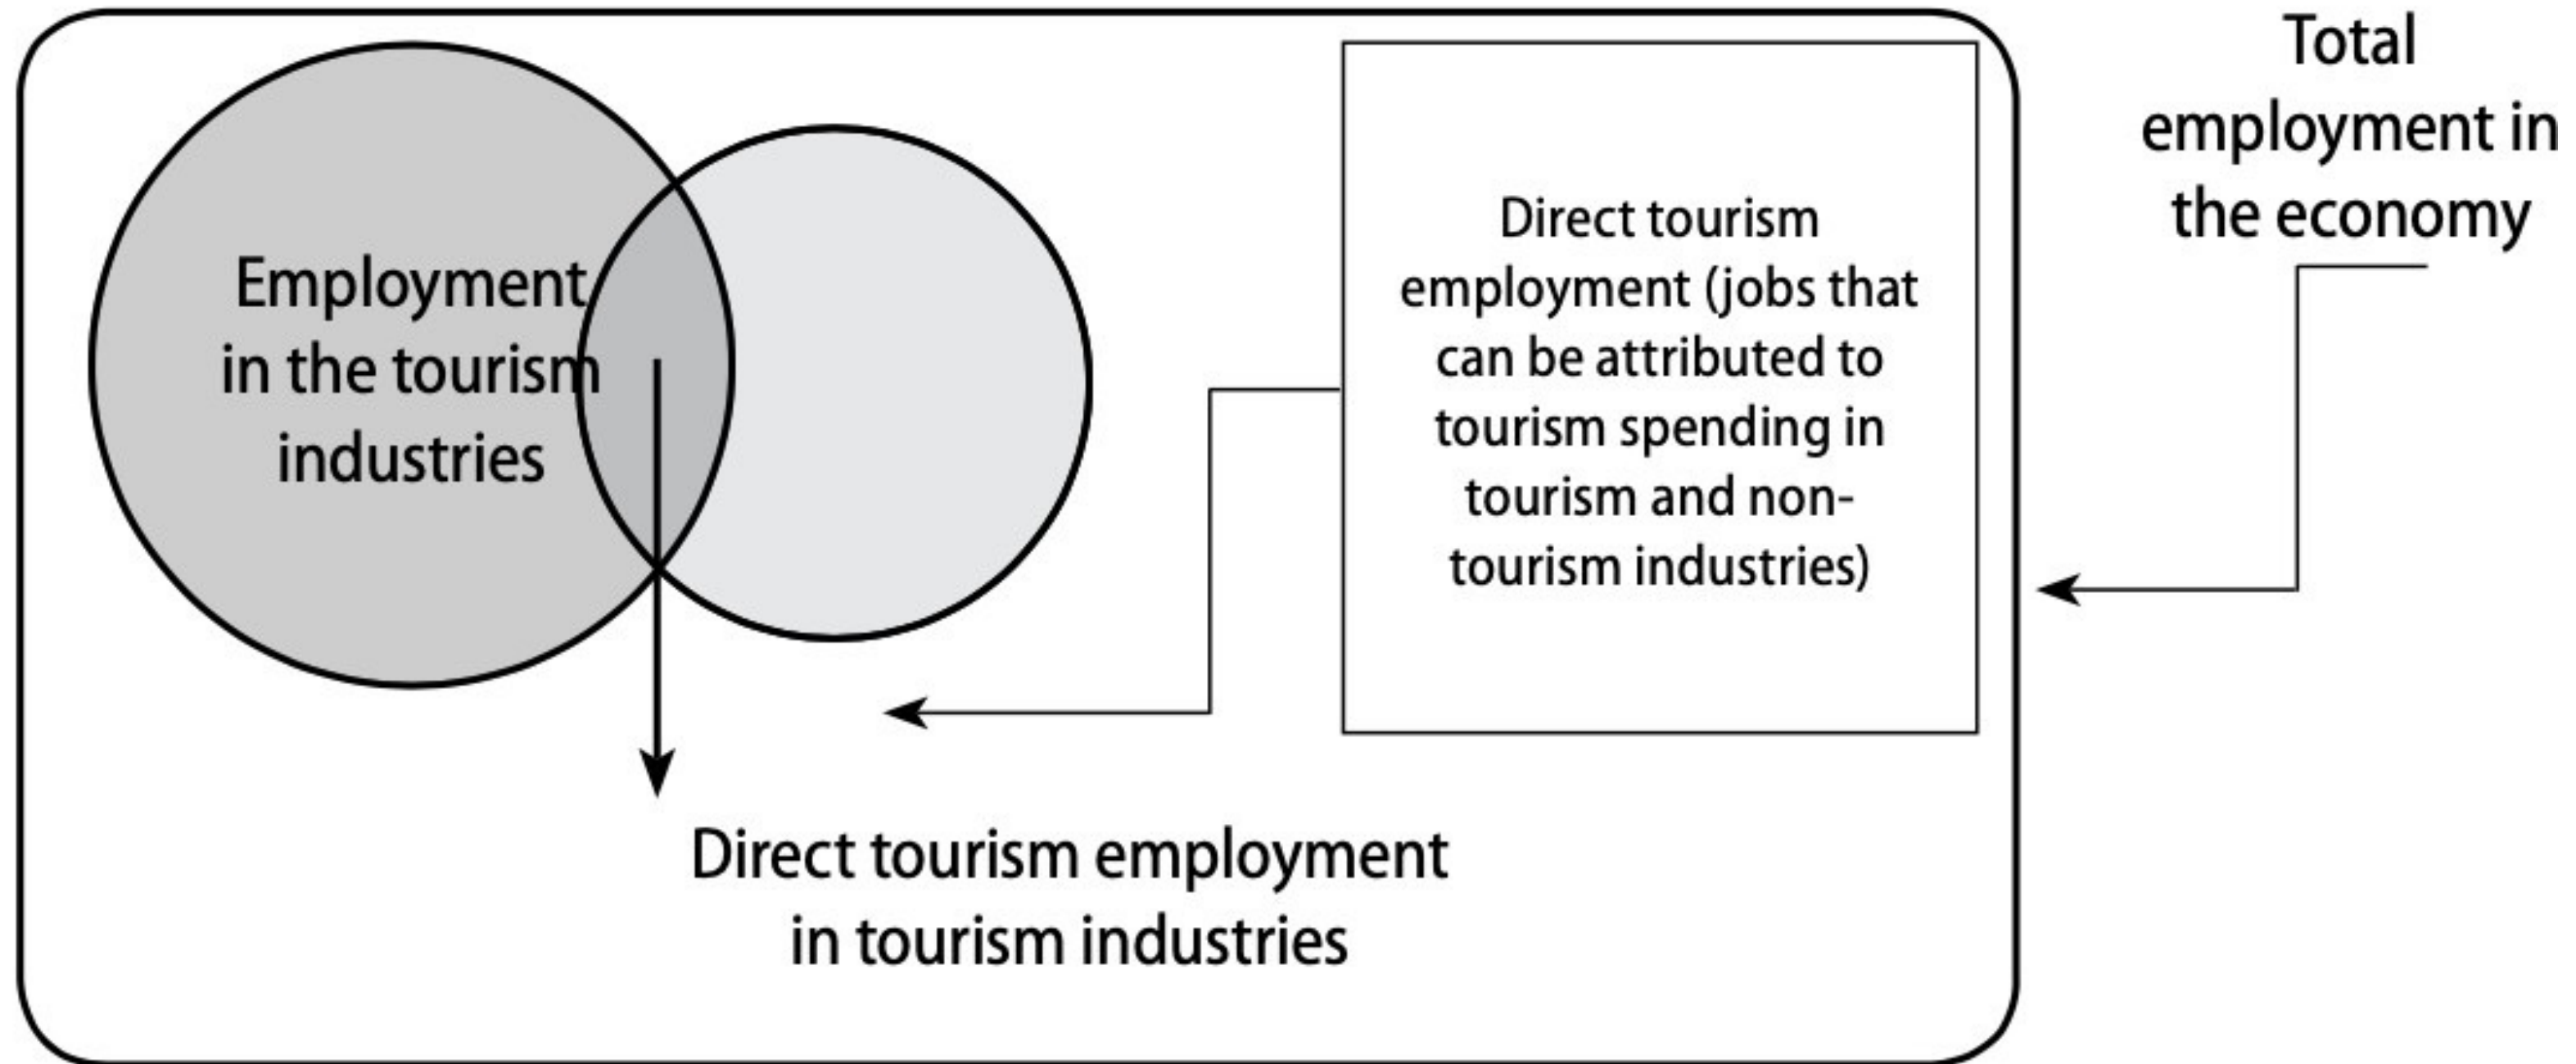 Employment
in the tourism
industries
Direct tourism
employment (jobs that
can be attributed to
tourism spending in
tourism and non-
tourism industries)
Total
employment in
the economy
Direct tourism employment
in tourism industries